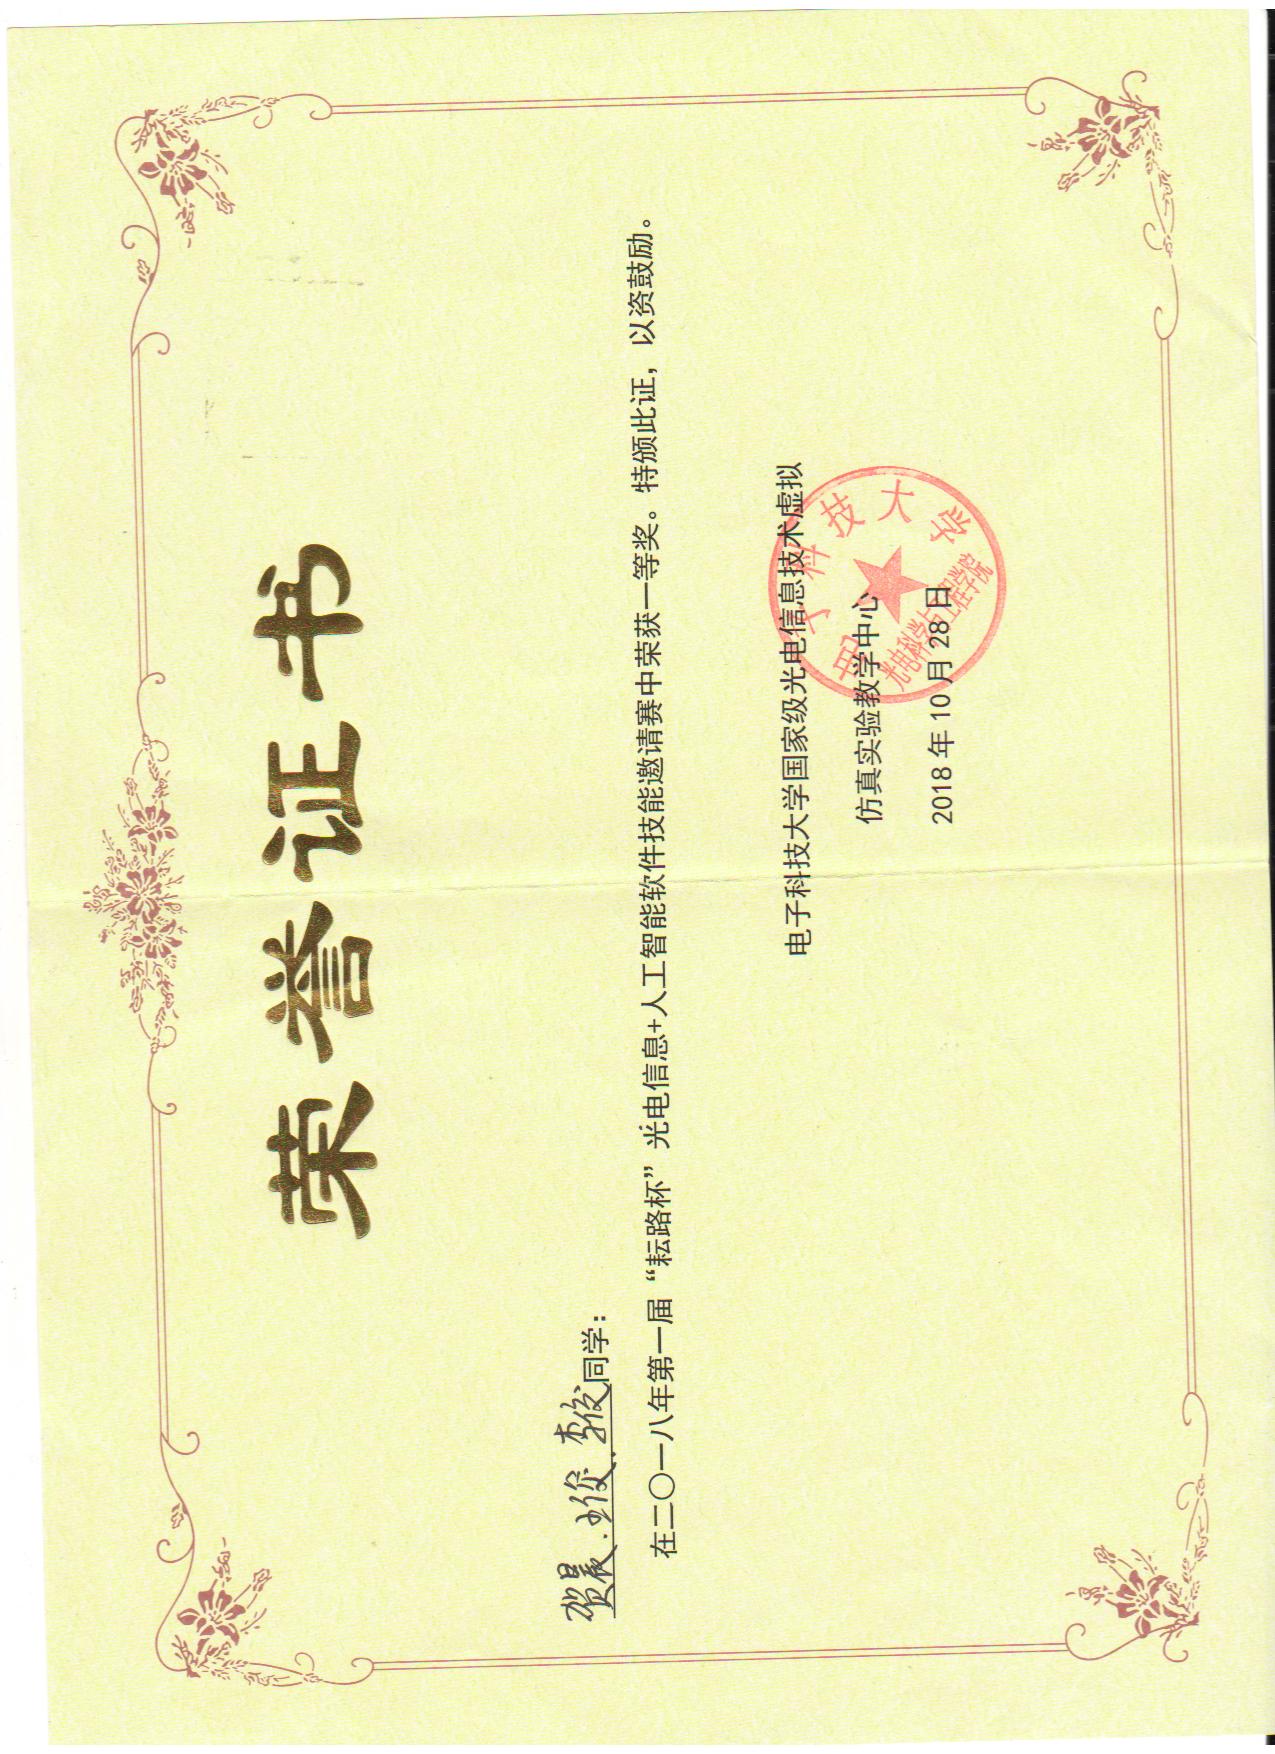 荣誉证书
贺晨、王俊、李俊同学：
在二〇一八年第一届“耘路杯”光电信息+人工智能软件技能邀请赛中荣获一等奖。特颁此证，以资鼓励。
电子科技大学国家级光电信息技术虚拟
仿真实验教学中心
2018年10月28日
电子科技大学
光电科学与工程学院